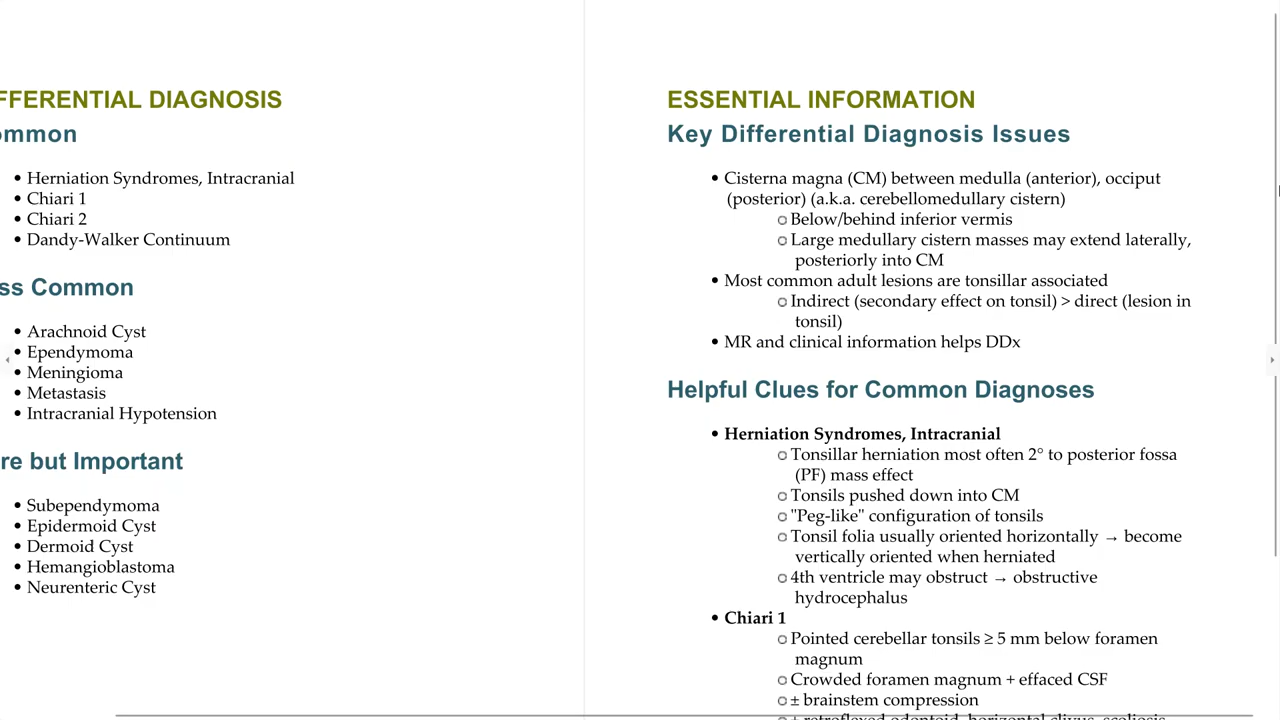 FFERENTIAL DIAGNOSIS
ommon
• Herniation Syndromes, Intracranial
• Chiari 1
• Chiari 2
• Dandy-Walker Continuum
ss Common
• Arachnoid Cyst
• Ependymoma
• Meningioma
• Metastasis
• Intracranial Hypotension
re but Important
• Subependymoma
• Epidermoid Cyst
• Dermoid Cyst
• Hemangioblastoma
• Neurenteric Cyst
ESSENTIAL INFORMATION
Key Differential Diagnosis Issues
• Cisterna magna (CM) between medulla (anterior), occiput
(posterior) (a.k.a. cerebellomedullary cistern)
○ Below/behind inferior vermis
○ Large medullary cistern masses may extend laterally,
posteriorly into CM
• Most common adult lesions are tonsillar associated
○ Indirect (secondary effect on tonsil) > direct (lesion in
tonsil)
• MR and clinical information helps DDx
Helpful Clues for Common Diagnoses
• Herniation Syndromes, Intracranial
○ Tonsillar herniation most often 2° to posterior fossa
(PF) mass effect
○ Tonsils pushed down into CM
○ "Peg-like" configuration of tonsils
○ Tonsil folia usually oriented horizontally → become
vertically oriented when herniated
○ 4th ventricle may obstruct → obstructive
hydrocephalus
• Chiari 1
○ Pointed cerebellar tonsils ≥ 5 mm below foramen
magnum
○ Crowded foramen magnum + effaced CSF
○ ± brainstem compression
○ ± retroflexed odontoid, horizontal clivus, scoliosis